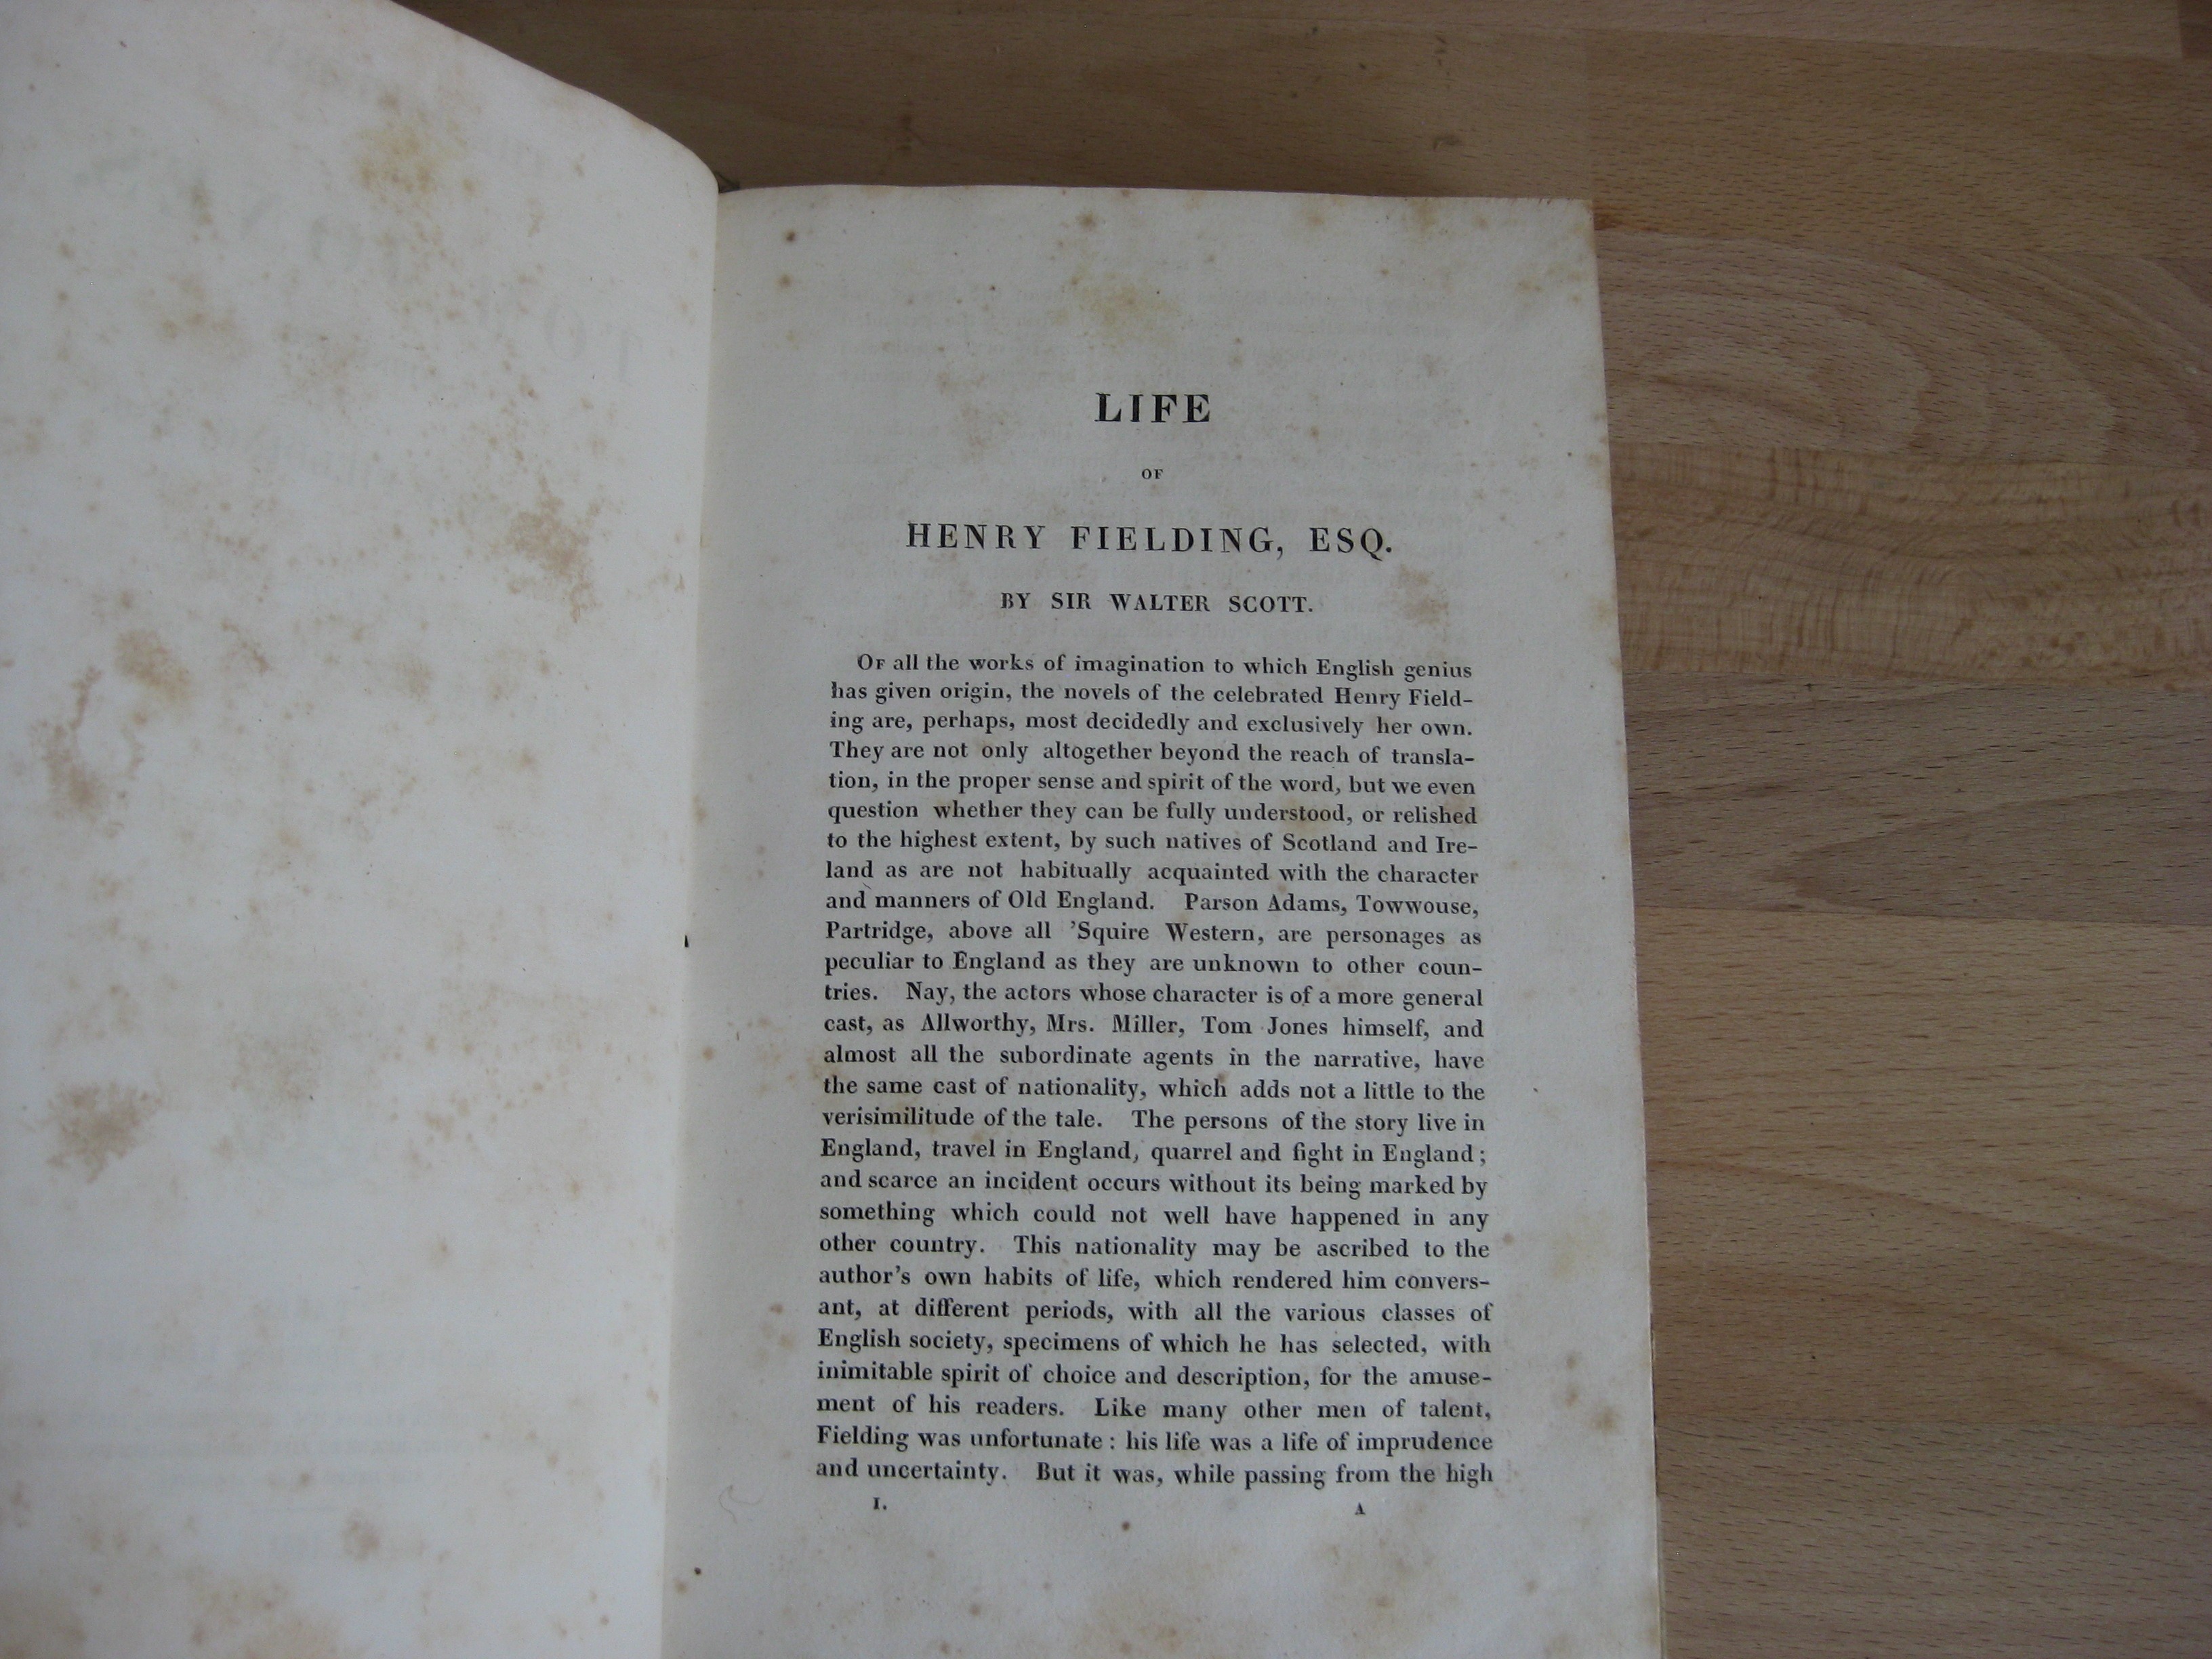 LIFE
OF
HENRY FIELDING, ESQ.
BY SIR WALTER SCOTT.
OF all the works of imagination to which English genius
has given origin, the novels of the celebrated Henry Field-
ing are, perhaps, most decidedly and exclusively her own.
They are not only altogether beyond the reach of transla-
tion, in the proper sense and spirit of the word, but we even
question whether they can be fully understood, or relished
to the highest extent, by such natives of Scotland and Ire-
land as are not habitually acquainted with the character
and manners of Old England. Parson Adams, Towwouse,
Partridge, above all 'Squire Western, are personages as
peculiar to England as they are unknown to other coun-
tries. Nay, the actors whose character is of a more general
cast, as Allworthy, Mrs. Miller, Tom Jones himself, and
almost all the subordinate agents in the narrative, have
the same cast of nationality, which adds not a little to the
verisimilitude of the tale. The persons of the story live in
England, travel in England, quarrel and fight in England;
and scarce an incident occurs without its being marked by
something which could not well have happened in any
other country. This nationality may be ascribed to the
author's own habits of life, which rendered him convers-
ant, at different periods, with all the various classes of
English society, specimens of which he has selected, with
inimitable spirit of choice and description, for the amuse-
ment of his readers. Like many other men of talent,
Fielding was unfortunate: his life was a life of imprudence
and uncertainty. But it was, while passing from the high
I. A